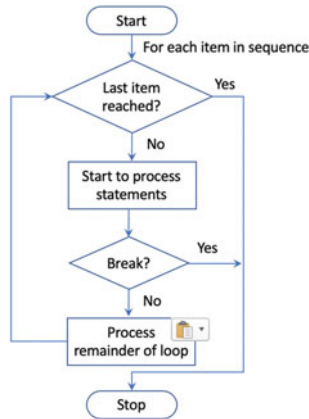 Start
For each item in sequence
Last item
reached?
Yes
No
Start to process
statements
Break?
Yes
No
Process
remainder of loop
Stop